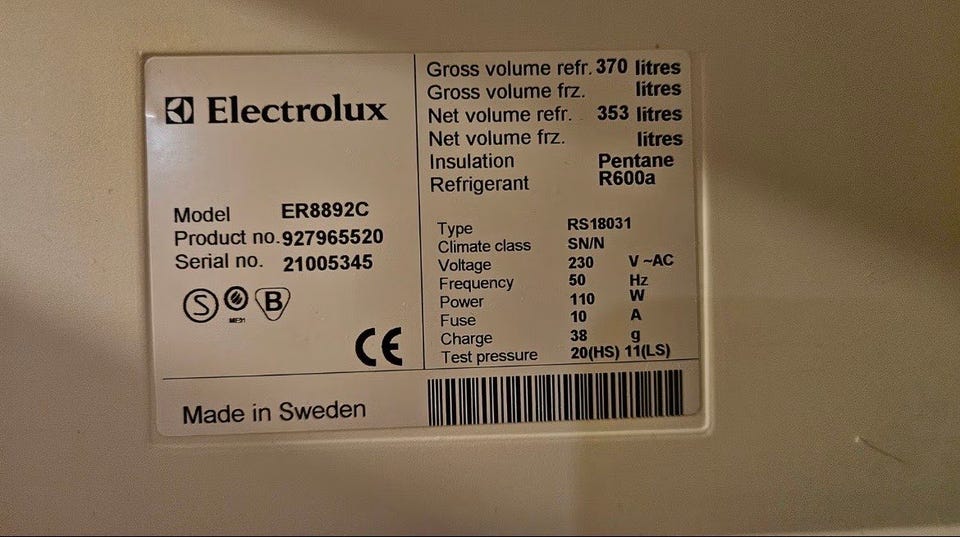 Electrolux
Model ER8892C
Product no. 927965520
Serial no. 21005345
S
B
CE
Made in Sweden
Gross volume refr. 370 litres
Gross volume frz. litres
Net volume refr. 353 litres
Net volume frz. litres
Insulation Pentane
Refrigerant R600a
Type RS18031
Climate class SN/N
Voltage 230 V ~AC
Frequency 50 Hz
Power 110 W
Fuse 10 A
Charge 38 g
Test pressure 20(HS) 11(LS)